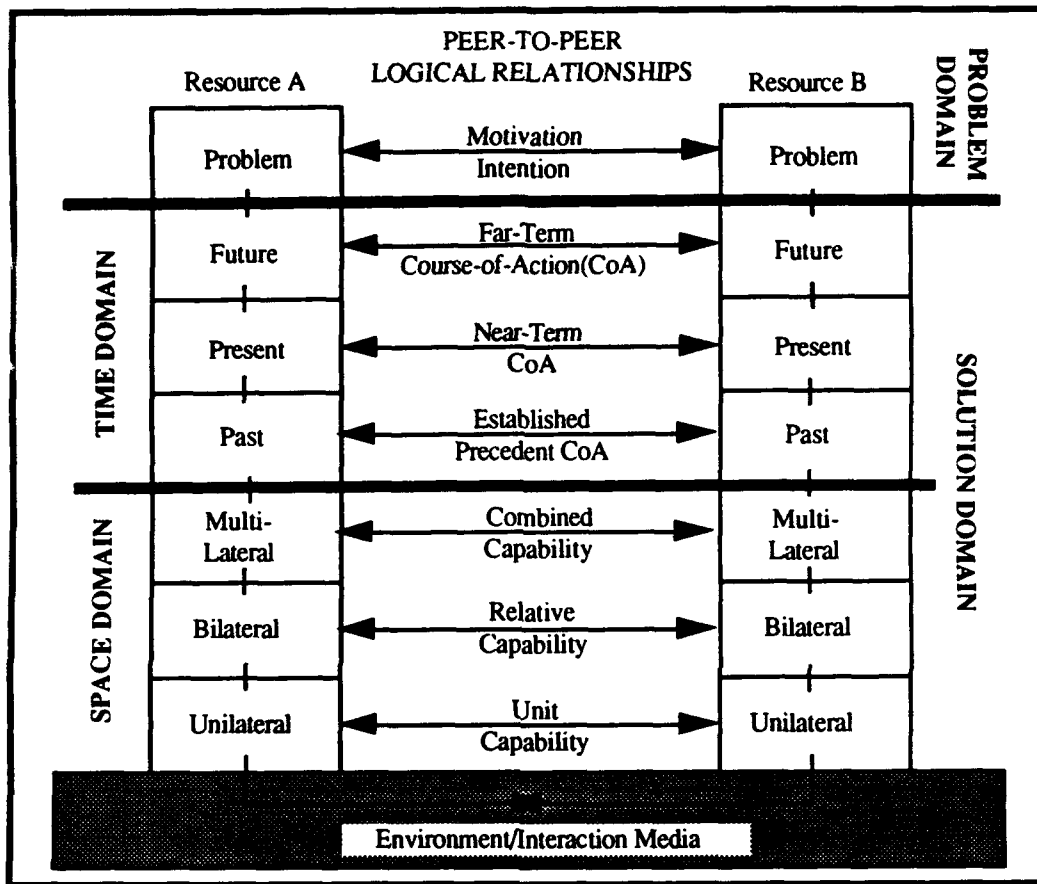 PEER-TO-PEER
LOGICAL RELATIONSHIPS
Resource A
Resource B
PROBLEM
DOMAIN
Problem
Motivation
Intention
Problem
TIME DOMAIN
Future
Far-Term
Course-of-Action(CoA)
Future
Present
Near-Term
CoA
Present
Past
Established
Precedent CoA
Past
SOLUTION DOMAIN
SPACE DOMAIN
Multi-
Lateral
Combined
Capability
Multi-
Lateral
Bilateral
Relative
Capability
Bilateral
Unilateral
Unit
Capability
Unilateral
Environment/Interaction Media